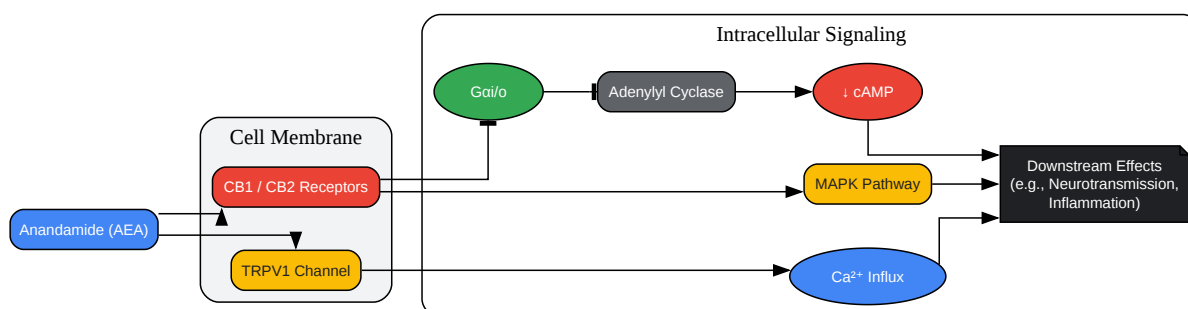 Intracellular Signaling
Gαi/o
Adenylyl Cyclase
↓ cAMP
Cell Membrane
CB1 / CB2 Receptors
MAPK Pathway
Downstream Effects
(e.g., Neurotransmission,
Inflammation)
Anandamide (AEA)
TRPV1 Channel
Ca²⁺ Influx